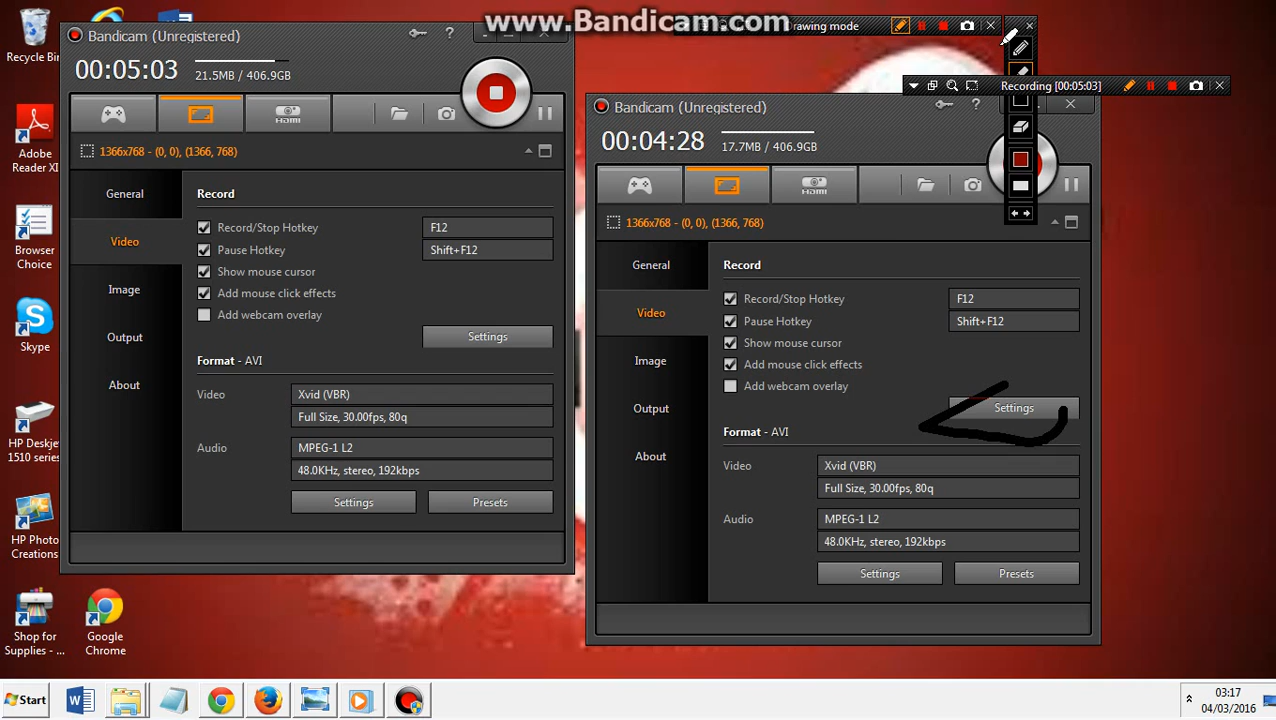 www.Bandicam.com
Drawing mode
Recycle Bin
Adobe
Reader XI
Browser
Choice
Skype
HP Deskjet
1510 series
HP Photo
Creations
Shop for
Supplies - ...
Google
Chrome
Bandicam (Unregistered)
?
00:05:03
21.5MB / 406.9GB
Hdmi
1366x768 - (0, 0), (1366, 768)
General
Video
Image
Output
About
Record
Record/Stop Hotkey
F12
Pause Hotkey
Shift+F12
Show mouse cursor
Add mouse click effects
Add webcam overlay
Settings
Format - AVI
Video
Xvid (VBR)
Full Size, 30.00fps, 80q
Audio
MPEG-1 L2
48.0KHz, stereo, 192kbps
Settings
Presets
Recording [00:05:03]
Bandicam (Unregistered)
?
00:04:28
17.7MB / 406.9GB
Hdmi
1366x768 - (0, 0), (1366, 768)
General
Video
Image
Output
About
Record
Record/Stop Hotkey
F12
Pause Hotkey
Shift+F12
Show mouse cursor
Add mouse click effects
Add webcam overlay
Settings
Format - AVI
Video
Xvid (VBR)
Full Size, 30.00fps, 80q
Audio
MPEG-1 L2
48.0KHz, stereo, 192kbps
Settings
Presets
Start
03:17
04/03/2016